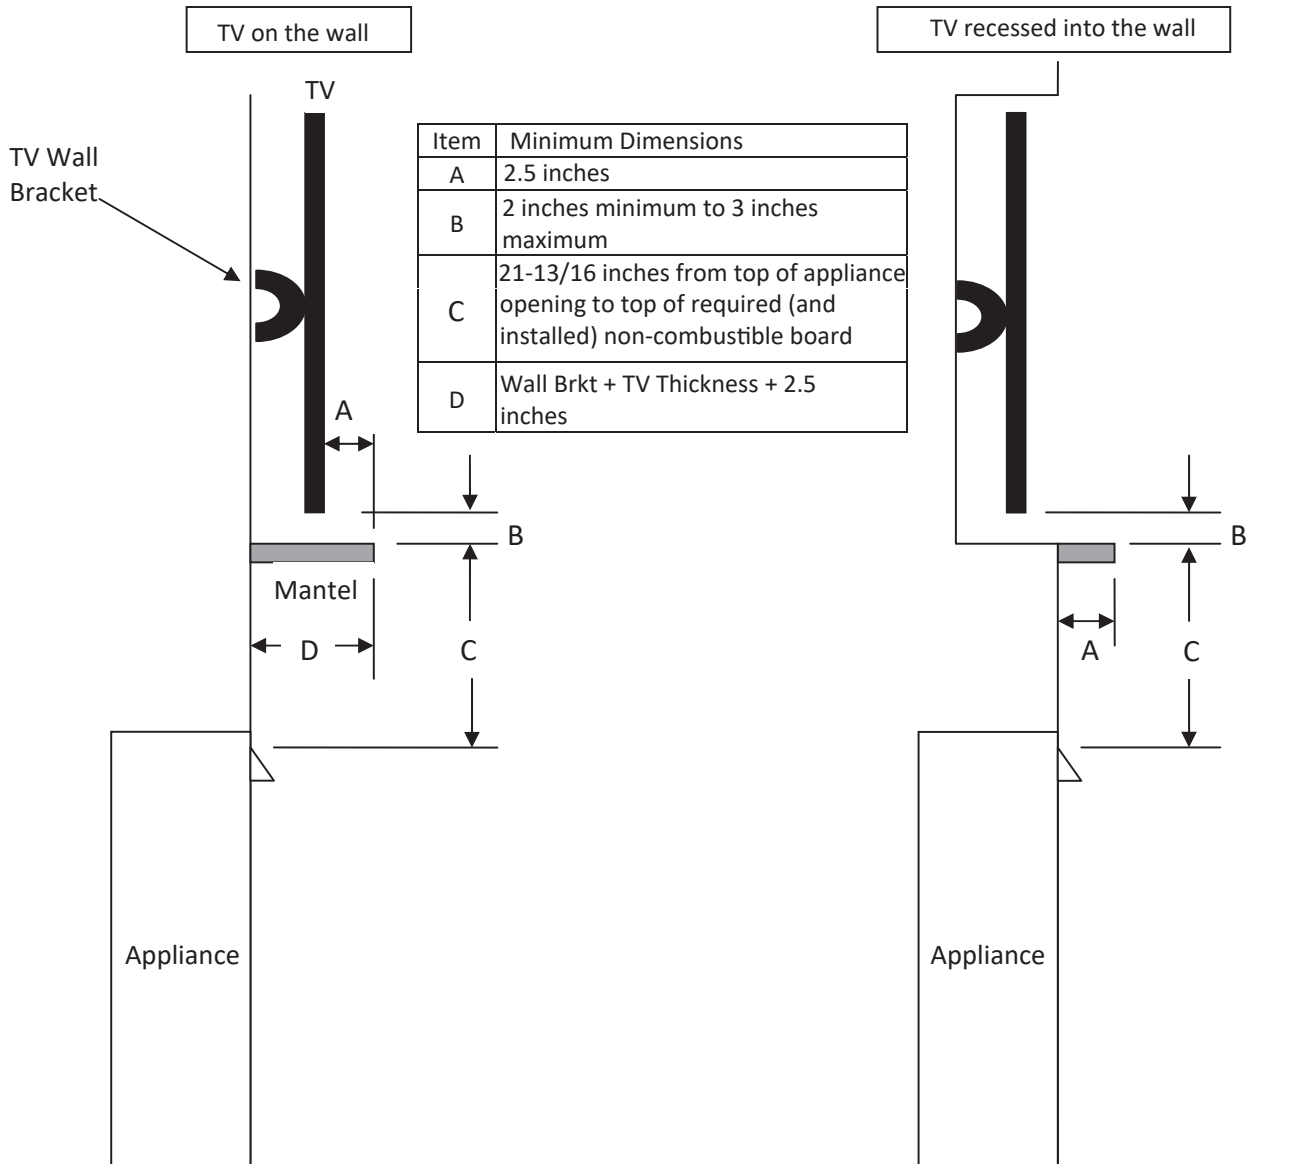 TV on the wall
TV recessed into the wall
TV
TV Wall
Bracket
Item Minimum Dimensions
A 2.5 inches
B 2 inches minimum to 3 inches
maximum
C 21-13/16 inches from top of appliance
opening to top of required (and
installed) non-combustible board
D Wall Brkt + TV Thickness + 2.5
inches
A
B
Mantel
D
C
Appliance
B
A
C
Appliance